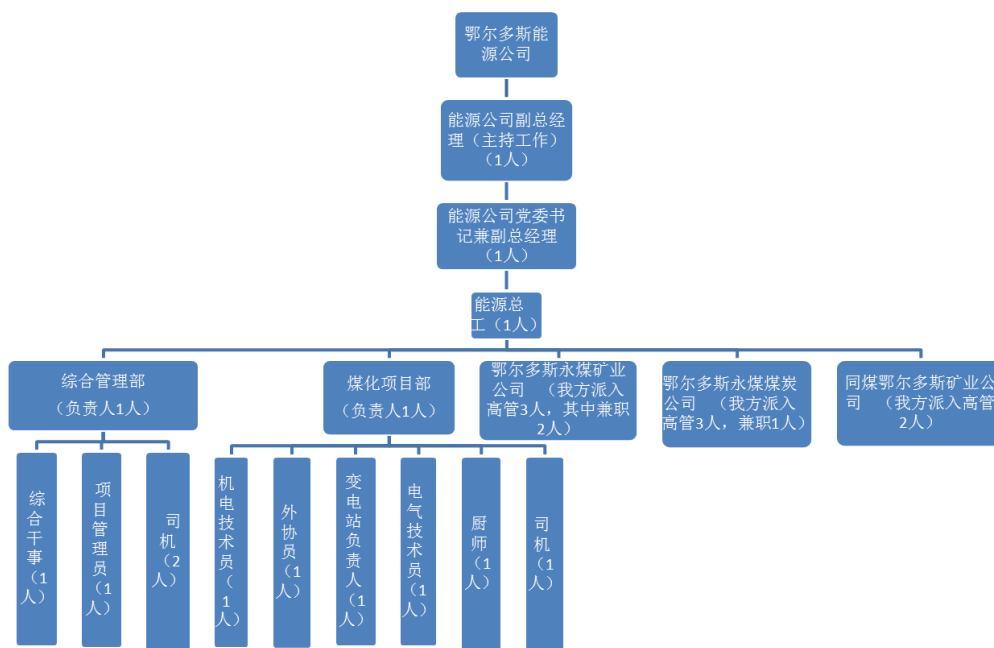 鄂尔多斯能
源公司
能源公司副总经
理（主持工作）
（1人）
能源公司党委书
记兼副总经理
（1人）
能源总
工（1人）
综合管理部
（负责人1人）
煤化项目部
（负责人1人）
鄂尔多斯永煤矿业
公司 （我方派入
高管3人，其中兼职
2人）
鄂尔多斯永煤煤炭
公司 （我方派入
高管3人，兼职1人）
同煤鄂尔多斯矿业公
司 （我方派入高管
2人）
综合干事（1人）
项目管理员（1人）
司机（2人）
机电技术员（1人）
外协员（1人）
变电站负责人（1人）
电气技术员（1人）
厨师（1人）
司机（1人）